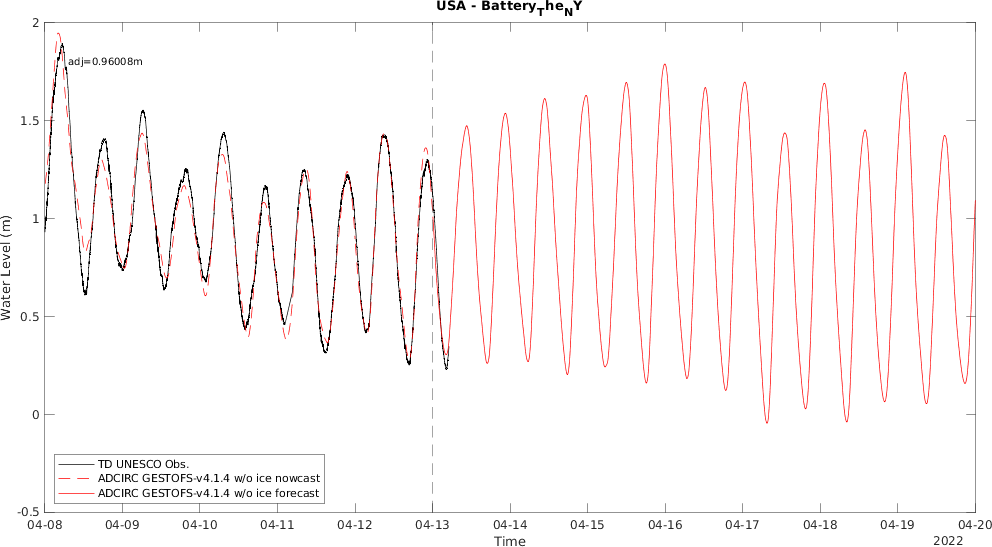 USA - Battery_The_NY
2
adj=0.96008m
1.5
1
Water Level (m)
0.5
0
TD UNESCO Obs.
ADCIRC GESTOFS-v4.1.4 w/o ice nowcast
ADCIRC GESTOFS-v4.1.4 w/o ice forecast
-0.5
04-08 04-09 04-10 04-11 04-12 04-13 04-14 04-15 04-16 04-17 04-18 04-19 04-20
Time
2022